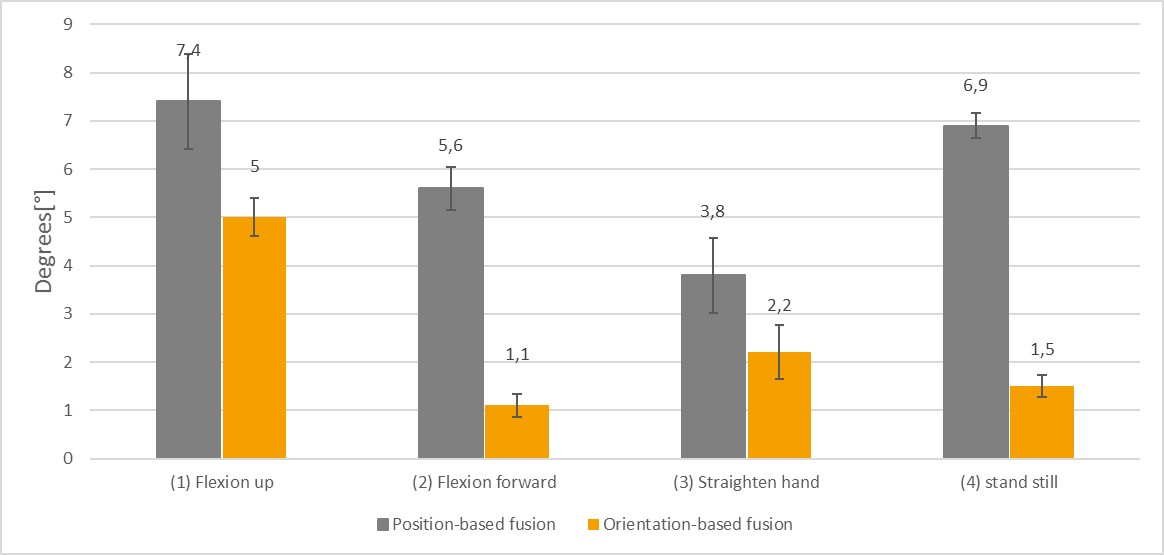 9
8
7
6
5
4
3
2
1
0
Degrees[°]
7,4
5
5,6
1,1
3,8
2,2
6,9
1,5
(1) Flexion up
(2) Flexion forward
(3) Straighten hand
(4) stand still
Position-based fusion
Orientation-based fusion